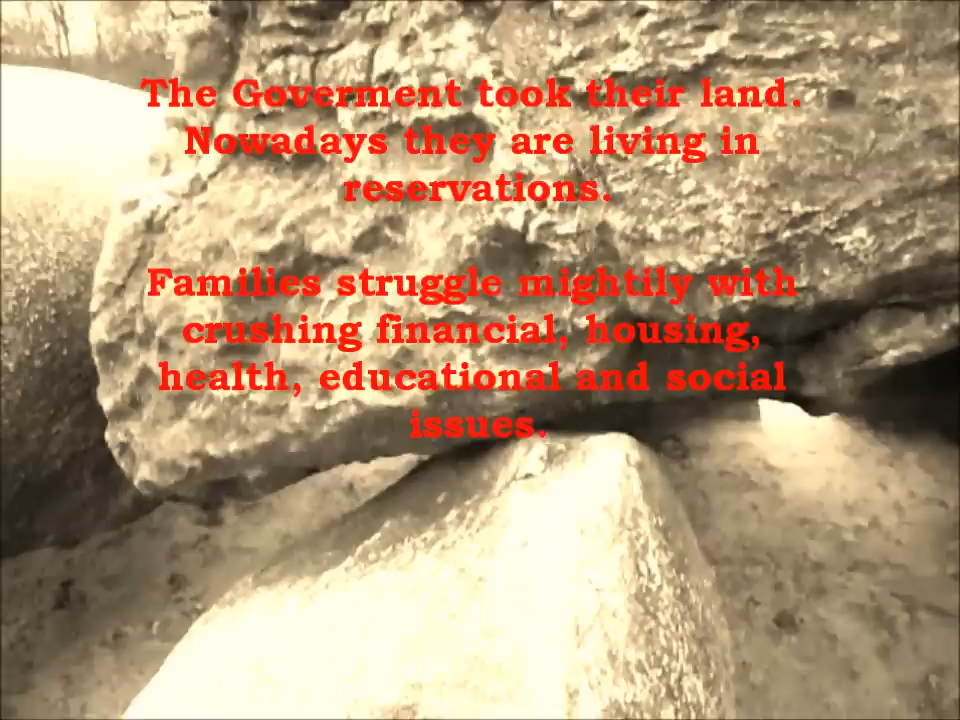 The Goverment took their land.
Nowadays they are living in
reservations.
Families struggle mightily with
crushing financial, housing,
health, educational and social
issues.